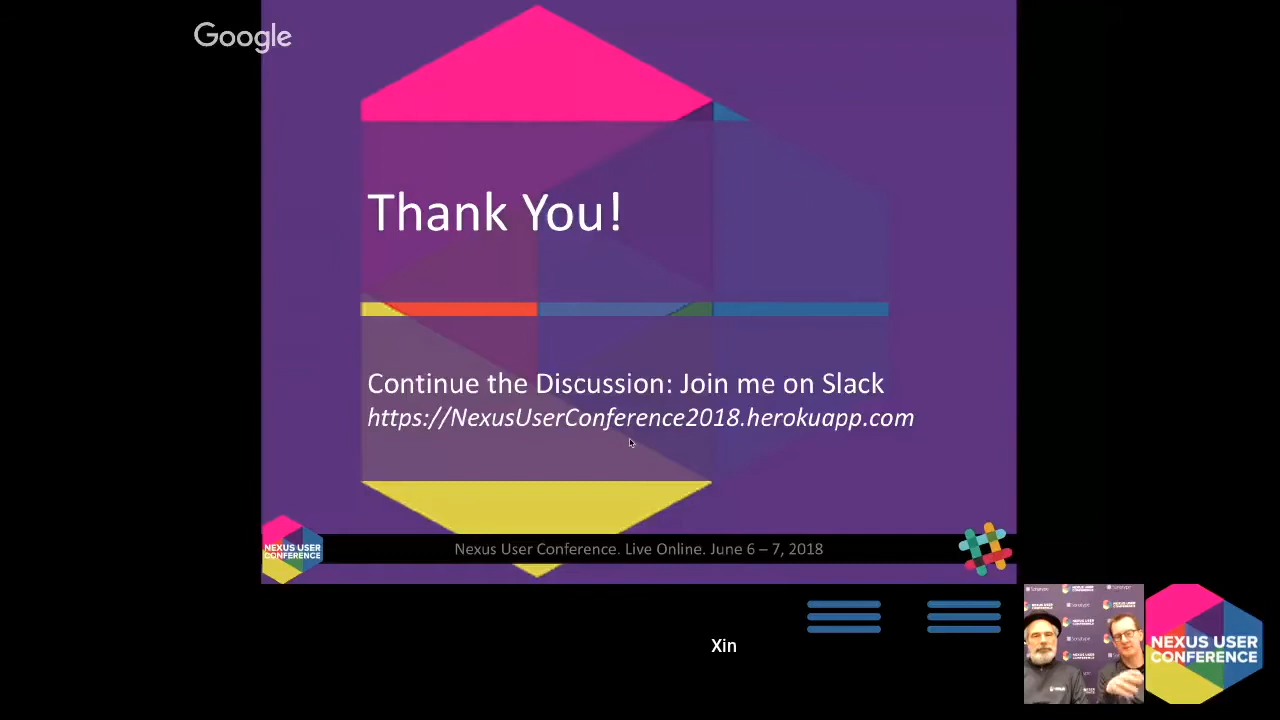 Google
Thank You!
Continue the Discussion: Join me on Slack
https://NexusUserConference2018.herokuapp.com
NEXUS USER
CONFERENCE
Nexus User Conference. Live Online. June 6 – 7, 2018
Xin
NEXUS USER
CONFERENCE